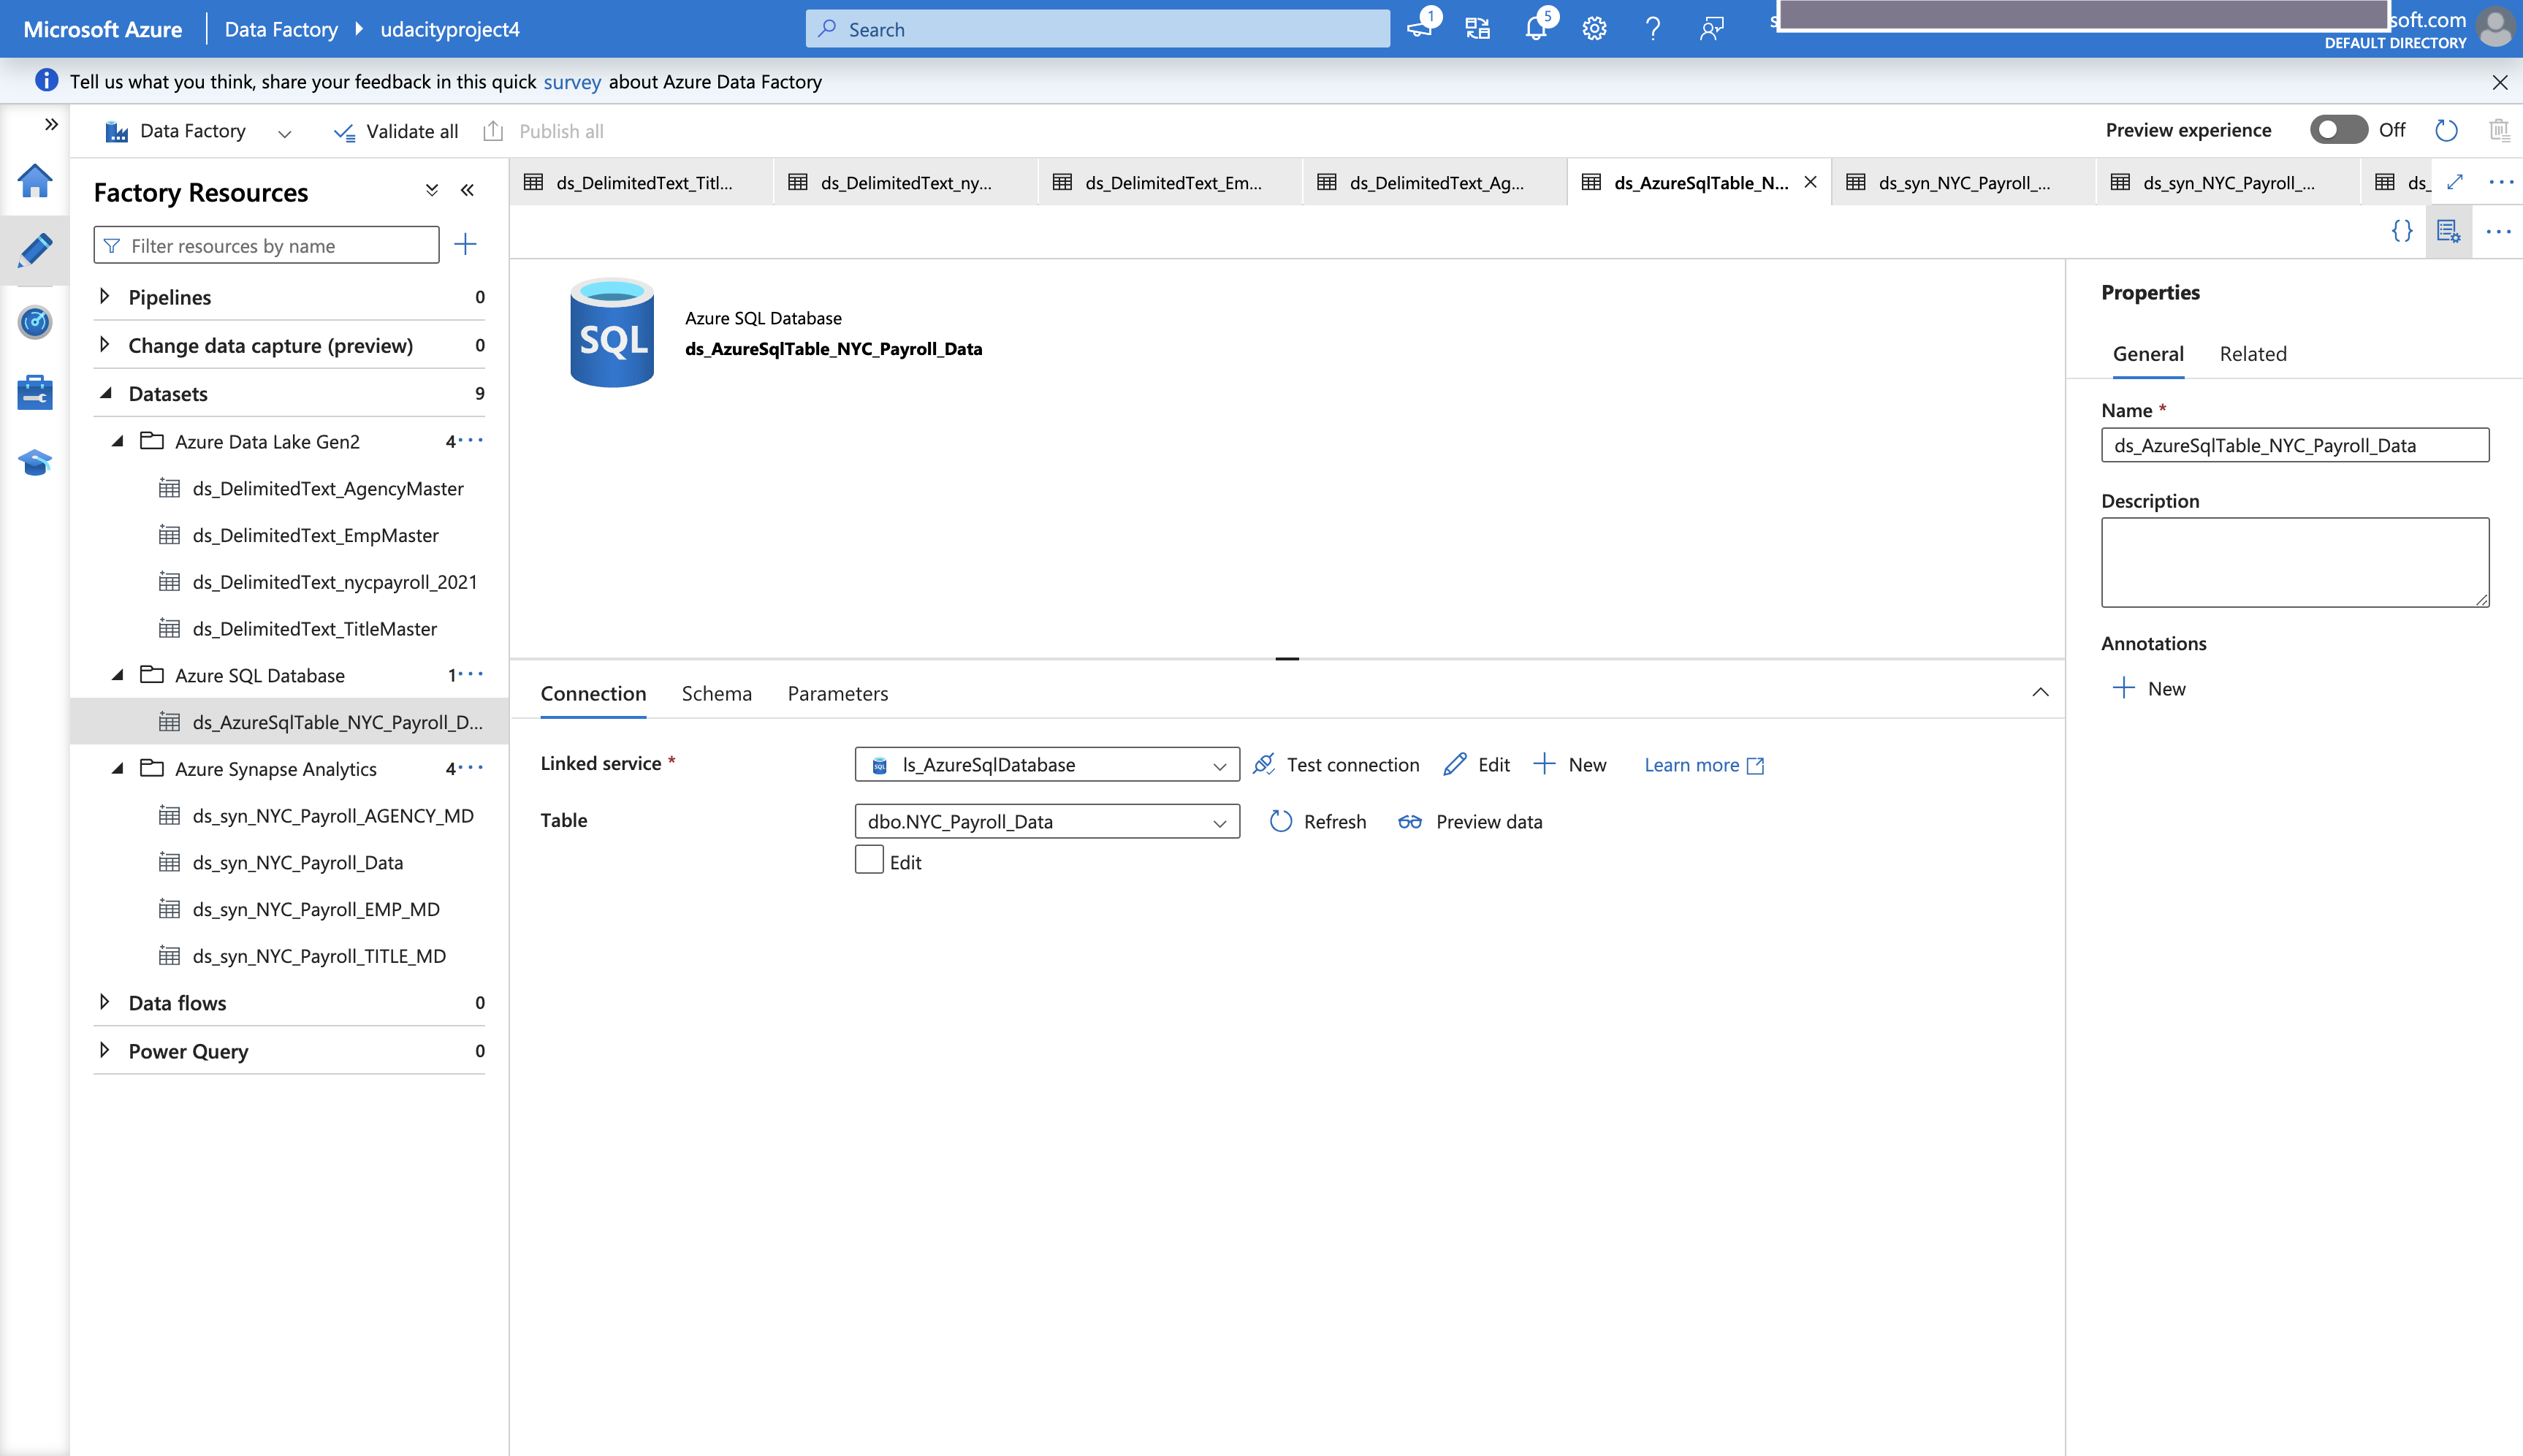 Microsoft Azure
Data Factory
udacityproject4
Search
1
5
soft.com
DEFAULT DIRECTORY
Tell us what you think, share your feedback in this quick survey about Azure Data Factory
Data Factory
Validate all
Publish all
Preview experience
Off
Factory Resources
Filter resources by name
Pipelines 0
Change data capture (preview) 0
Datasets 9
Azure Data Lake Gen2 4
ds_DelimitedText_AgencyMaster
ds_DelimitedText_EmpMaster
ds_DelimitedText_nycpayroll_2021
ds_DelimitedText_TitleMaster
Azure SQL Database 1
ds_AzureSqlTable_NYC_Payroll_D...
Azure Synapse Analytics 4
ds_syn_NYC_Payroll_AGENCY_MD
ds_syn_NYC_Payroll_Data
ds_syn_NYC_Payroll_EMP_MD
ds_syn_NYC_Payroll_TITLE_MD
Data flows 0
Power Query 0
ds_DelimitedText_Titl...
ds_DelimitedText_ny...
ds_DelimitedText_Em...
ds_DelimitedText_Ag...
ds_AzureSqlTable_N...
ds_syn_NYC_Payroll_...
ds_syn_NYC_Payroll_...
ds_
SQL
Azure SQL Database
ds_AzureSqlTable_NYC_Payroll_Data
Connection
Schema
Parameters
Linked service *
ls_AzureSqlDatabase
Test connection
Edit
New
Learn more
Table
dbo.NYC_Payroll_Data
Refresh
Preview data
Edit
Properties
General
Related
Name *
ds_AzureSqlTable_NYC_Payroll_Data
Description
Annotations
New